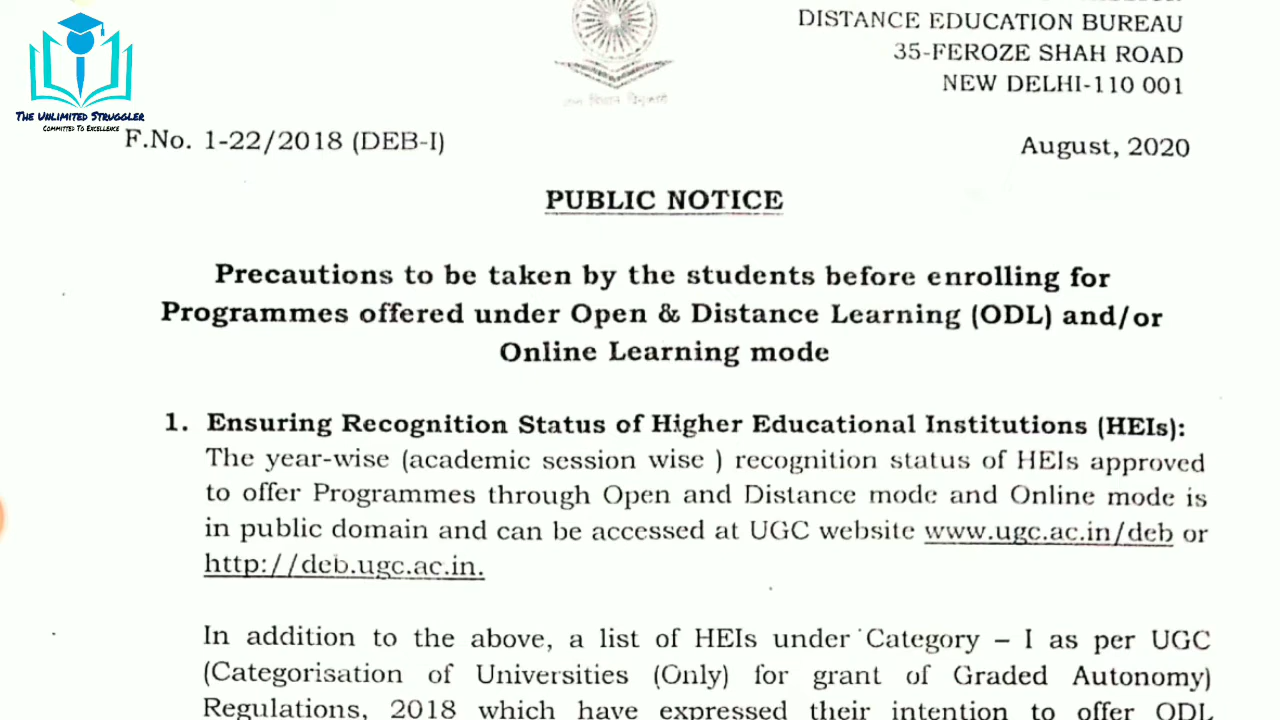 DISTANCE EDUCATION BUREAU
35-FEROZE SHAH ROAD
NEW DELHI-110 001
THE UNLIMITED STRUGGLER
COMMITTED TO EXCELLENCE
F.No. 1-22/2018 (DEB-I)
August, 2020
PUBLIC NOTICE
Precautions to be taken by the students before enrolling for
Programmes offered under Open & Distance Learning (ODL) and/or
Online Learning mode
1. Ensuring Recognition Status of Higher Educational Institutions (HEIs):
The year-wise (academic session wise ) recognition status of HEIs approved
to offer Programmes through Open and Distance mode and Online mode is
in public domain and can be accessed at UGC website www.ugc.ac.in/deb or
http://deb.ugc.ac.in.
In addition to the above, a list of HEIs under Category – I as per UGC
(Categorisation of Universities (Only) for grant of Graded Autonomy)
Regulations, 2018 which have expressed their intention to offer ODL